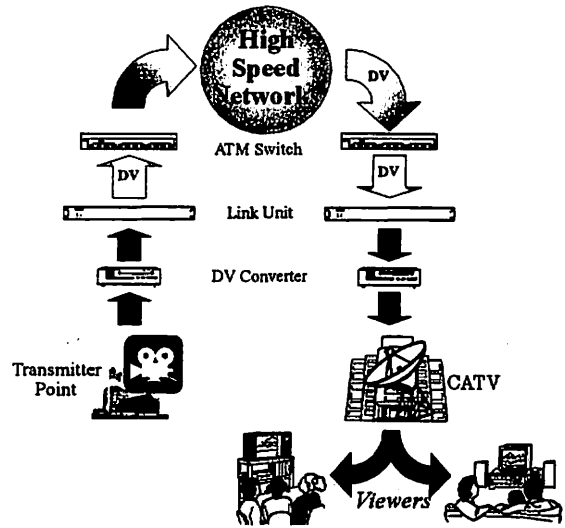 High
Speed
Network
DV
ATM Switch
DV
DV
Link Unit
DV Converter
Transmitter
Point
CATV
Viewers